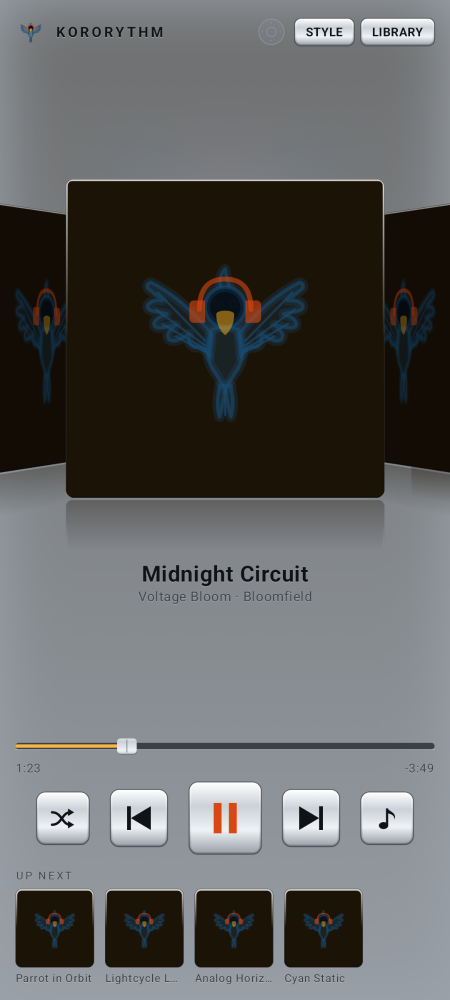 KORORYTHM
STYLE
LIBRARY
Midnight Circuit
Voltage Bloom · Bloomfield
1:23
-3:49
UP NEXT
Parrot in Orbit
Lightcycle L...
Analog Horiz...
Cyan Static